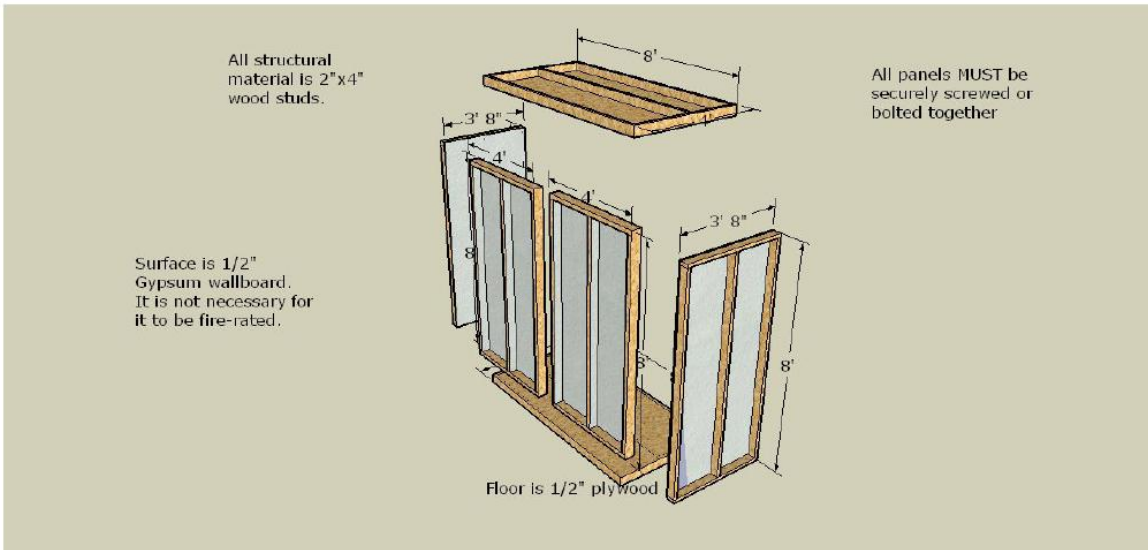 All structural
material is 2"x4"
wood studs.
8'
All panels MUST be
securely screwed or
bolted together
3' 8"
4'
4'
3' 8"
Surface is 1/2"
Gypsum wallboard.
It is not necessary for
it to be fire-rated.
8'
Floor is 1/2" plywood